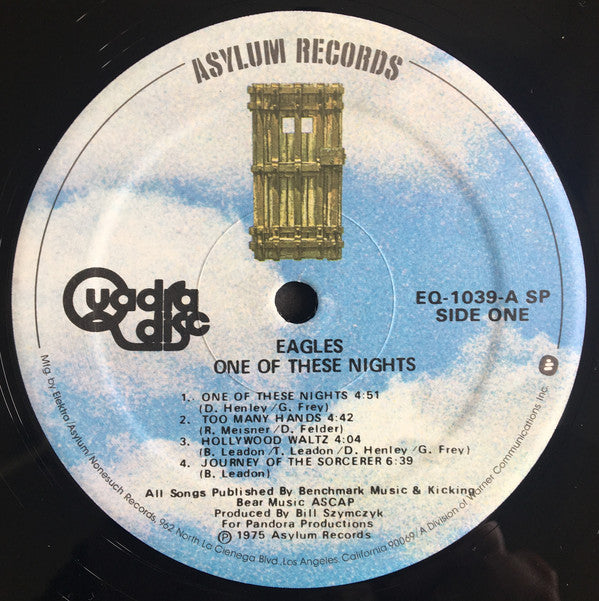 ASYLUM RECORDS
Quadradisc
EQ-1039-A SP
SIDE ONE
EAGLES
ONE OF THESE NIGHTS
1. ONE OF THESE NIGHTS 4:51
(D. Henley/G. Frey)
2. TOO MANY HANDS 4:42
(R. Meisner/D. Felder)
3. HOLLYWOOD WALTZ 4:04
(B. Leadon/T. Leadon/D. Henley/G. Frey)
4. JOURNEY OF THE SORCERER 6:39
(B. Leadon)
All Songs Published By Benchmark Music & Kicking
Bear Music ASCAP
Produced By Bill Szymczyk
For Pandora Productions
Ⓟ 1975 Asylum Records
Mfg by Elektra/Asylum/Nonesuch Records, 962 North La Cienega Blvd., Los Angeles, California 90069/A Division of Warner Communications Inc.